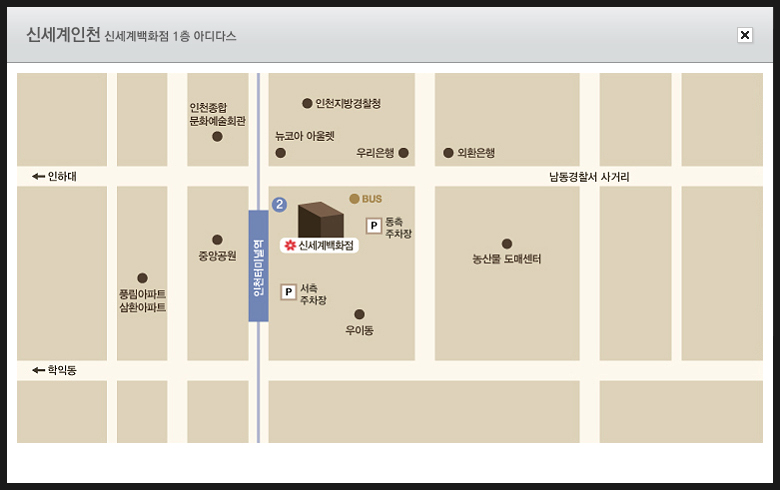 신세계인천 신세계백화점 1층 아디다스
인천종합
문화예술회관
인천지방경찰청
뉴코아 아울렛
우리은행
외환은행
인하대
남동경찰서 사거리
2
BUS
P
동측
주차장
신세계백화점
중앙공원
인천터미널역
농산물 도매센터
풍림아파트
삼환아파트
P
서측
주차장
우이동
학익동